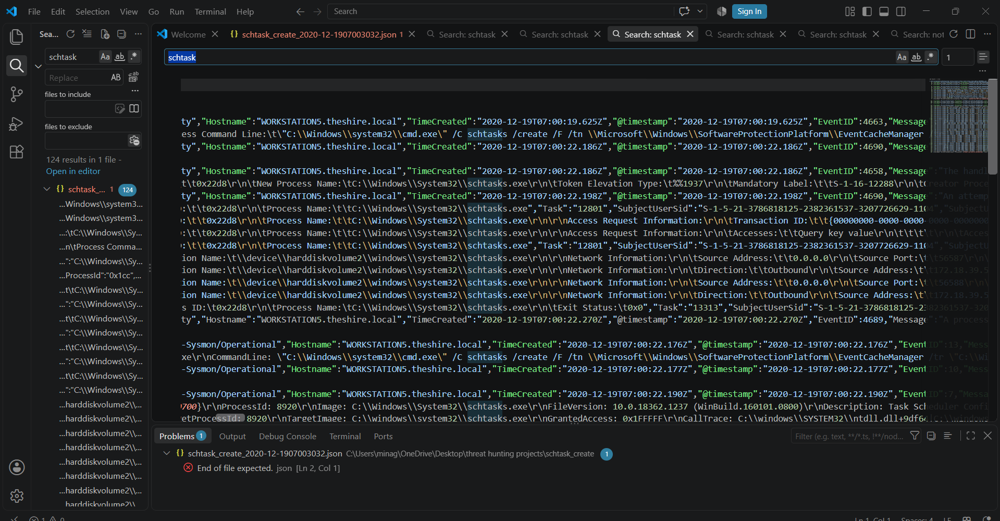 File Edit Selection View Go Run Terminal Help
Search
Sign In
Sea...
Welcome
{} schtask_create_2020-12-1907003032.json 1
Search: schtask
Search: schtask
Search: schtask
Search: schtask
Search: schtask
Search: not
schtask
Aa ab .*
Replace AB
files to include
files to exclude
124 results in 1 file -
Open in editor
{} schtask_... 1 124
...Windows\\system3...
...Windows\\system3...
...:\tC:\\Windows\\Sy...
...n\tProcess Comma...
...":"C:\\Windows\\Sy...
...ProcessId":"0x1cc",...
...t\tC:\\Windows\\Sy...
...":"C:\\Windows\\Sy...
...t\tC:\\Windows\\Sy...
...":"C:\\Windows\\Sy...
...t\tC:\\Windows\\Sy...
...":"C:\\Windows\\Sy...
...t\tC:\\Windows\\Sy...
...":"C:\\Windows\\Sy...
...harddiskvolume2\\...
...harddiskvolume2\\...
...harddiskvolume2\\...
...harddiskvolume2\\...
...harddiskvolume2\\...
...harddiskvolume2\\...
...harddiskvolume2\\...
harddiskvolume2\\
schtask
Aa ab .* 1
ty","Hostname":"WORKSTATION5.theshire.local","TimeCreated":"2020-12-19T07:00:19.625Z","@timestamp":"2020-12-19T07:00:19.625Z","EventID":4663,"Message
ess Command Line:\t\"C:\\Windows\\system32\\cmd.exe\" /C schtasks /create /F /tn \\Microsoft\\Windows\\SoftwareProtectionPlatform\\EventCacheManager
ty","Hostname":"WORKSTATION5.theshire.local","TimeCreated":"2020-12-19T07:00:22.186Z","@timestamp":"2020-12-19T07:00:22.186Z","EventID":4690,"Message
ty","Hostname":"WORKSTATION5.theshire.local","TimeCreated":"2020-12-19T07:00:22.186Z","@timestamp":"2020-12-19T07:00:22.186Z","EventID":4658,"Message":"The handl
\t\t0x22d8\r\n\tNew Process Name:\tC:\\Windows\\System32\\schtasks.exe\r\n\tToken Elevation Type:\t%%1937\r\n\tMandatory Label:\t\tS-1-16-12288\r\n\tCreator Proce
ty","Hostname":"WORKSTATION5.theshire.local","TimeCreated":"2020-12-19T07:00:22.198Z","@timestamp":"2020-12-19T07:00:22.198Z","EventID":4690,"Message":"An attemp
:\t\t0x22d8\r\n\tProcess Name:\t\tC:\\Windows\\System32\\schtasks.exe","Task":"12801","SubjectUserSid":"S-1-5-21-3786818125-2382361537-3207726629-1104","SubjectU
:\t\t0x22d8\r\n\tProcess Name:\t\tC:\\Windows\\System32\\schtasks.exe\r\n\r\nAccess Request Information:\r\n\tTransaction ID:\t\t{00000000-0000-0000-0000-0000000
:\t\t0x22d8\r\n\tProcess Name:\t\tC:\\Windows\\System32\\schtasks.exe\r\n\r\nAccess Request Information:\r\n\tAccesses:\t\tQuery key value\r\n\t\t\t\t\r\n\tAcces
:\t\t0x22d8\r\n\tProcess Name:\t\tC:\\Windows\\System32\\schtasks.exe","Task":"12801","SubjectUserSid":"S-1-5-21-3786818125-2382361537-3207726629-1104","SubjectU
ion Name:\t\\device\\harddiskvolume2\\windows\\system32\\schtasks.exe\r\n\r\nNetwork Information:\r\n\tSource Address:\t\t0.0.0.0\r\n\tSource Port:\t\t56587\r\n\
ion Name:\t\\device\\harddiskvolume2\\windows\\system32\\schtasks.exe\r\n\r\nNetwork Information:\r\n\tDirection:\t\tOutbound\r\n\tSource Address:\t\t172.18.39.5
ion Name:\t\\device\\harddiskvolume2\\windows\\system32\\schtasks.exe\r\n\r\nNetwork Information:\r\n\tSource Address:\t\t0.0.0.0\r\n\tSource Port:\t\t56588\r\n\
ion Name:\t\\device\\harddiskvolume2\\windows\\system32\\schtasks.exe\r\n\r\nNetwork Information:\r\n\tDirection:\t\tOutbound\r\n\tSource Address:\t\t172.18.39.5
s ID:\t0x22d8\r\n\tProcess Name:\tC:\\Windows\\System32\\schtasks.exe\r\n\tExit Status:\t0x0","Task":"13313","SubjectUserSid":"S-1-5-21-3786818125-2382361537-320
ty","Hostname":"WORKSTATION5.theshire.local","TimeCreated":"2020-12-19T07:00:22.270Z","@timestamp":"2020-12-19T07:00:22.270Z","EventID":4689,"Message":"A process
-Sysmon/Operational","Hostname":"WORKSTATION5.theshire.local","TimeCreated":"2020-12-19T07:00:22.176Z","@timestamp":"2020-12-19T07:00:22.176Z","EventID":13,"Mess
xe\r\nCommandLine: \"C:\\Windows\\system32\\cmd.exe\" /C schtasks /create /F /tn \\Microsoft\\Windows\\SoftwareProtectionPlatform\\EventCacheManager /tr \"C:\\Wi
-Sysmon/Operational","Hostname":"WORKSTATION5.theshire.local","TimeCreated":"2020-12-19T07:00:22.177Z","@timestamp":"2020-12-19T07:00:22.177Z","EventID":10,"Mess
-Sysmon/Operational","Hostname":"WORKSTATION5.theshire.local","TimeCreated":"2020-12-19T07:00:22.190Z","@timestamp":"2020-12-19T07:00:22.190Z","EventID":7,"Messa
9700}\r\nProcessId: 8920\r\nImage: C:\\Windows\\System32\\schtasks.exe\r\nFileVersion: 10.0.18362.1237 (WinBuild.160101.0800)\r\nDescription: Task Scheduler Confi
etProcessId: 8920\r\nTargetImage: C:\\windows\\system32\\schtasks.exe\r\nGrantedAccess: 0x1FFFFF\r\nCallTrace: C:\\windows\\SYSTEM32\\ntdll.dll+9df64|C:\\windows
Problems 1 Output Debug Console Terminal Ports
Filter (e.g. text, **/*.ts, !**/nod...
{} schtask_create_2020-12-1907003032.json C:\Users\minag\OneDrive\Desktop\threat hunting projects\schtask_create 1
End of file expected. json [Ln 2, Col 1]
1 0
Ln 1, Col 1 Spaces: 4 LF